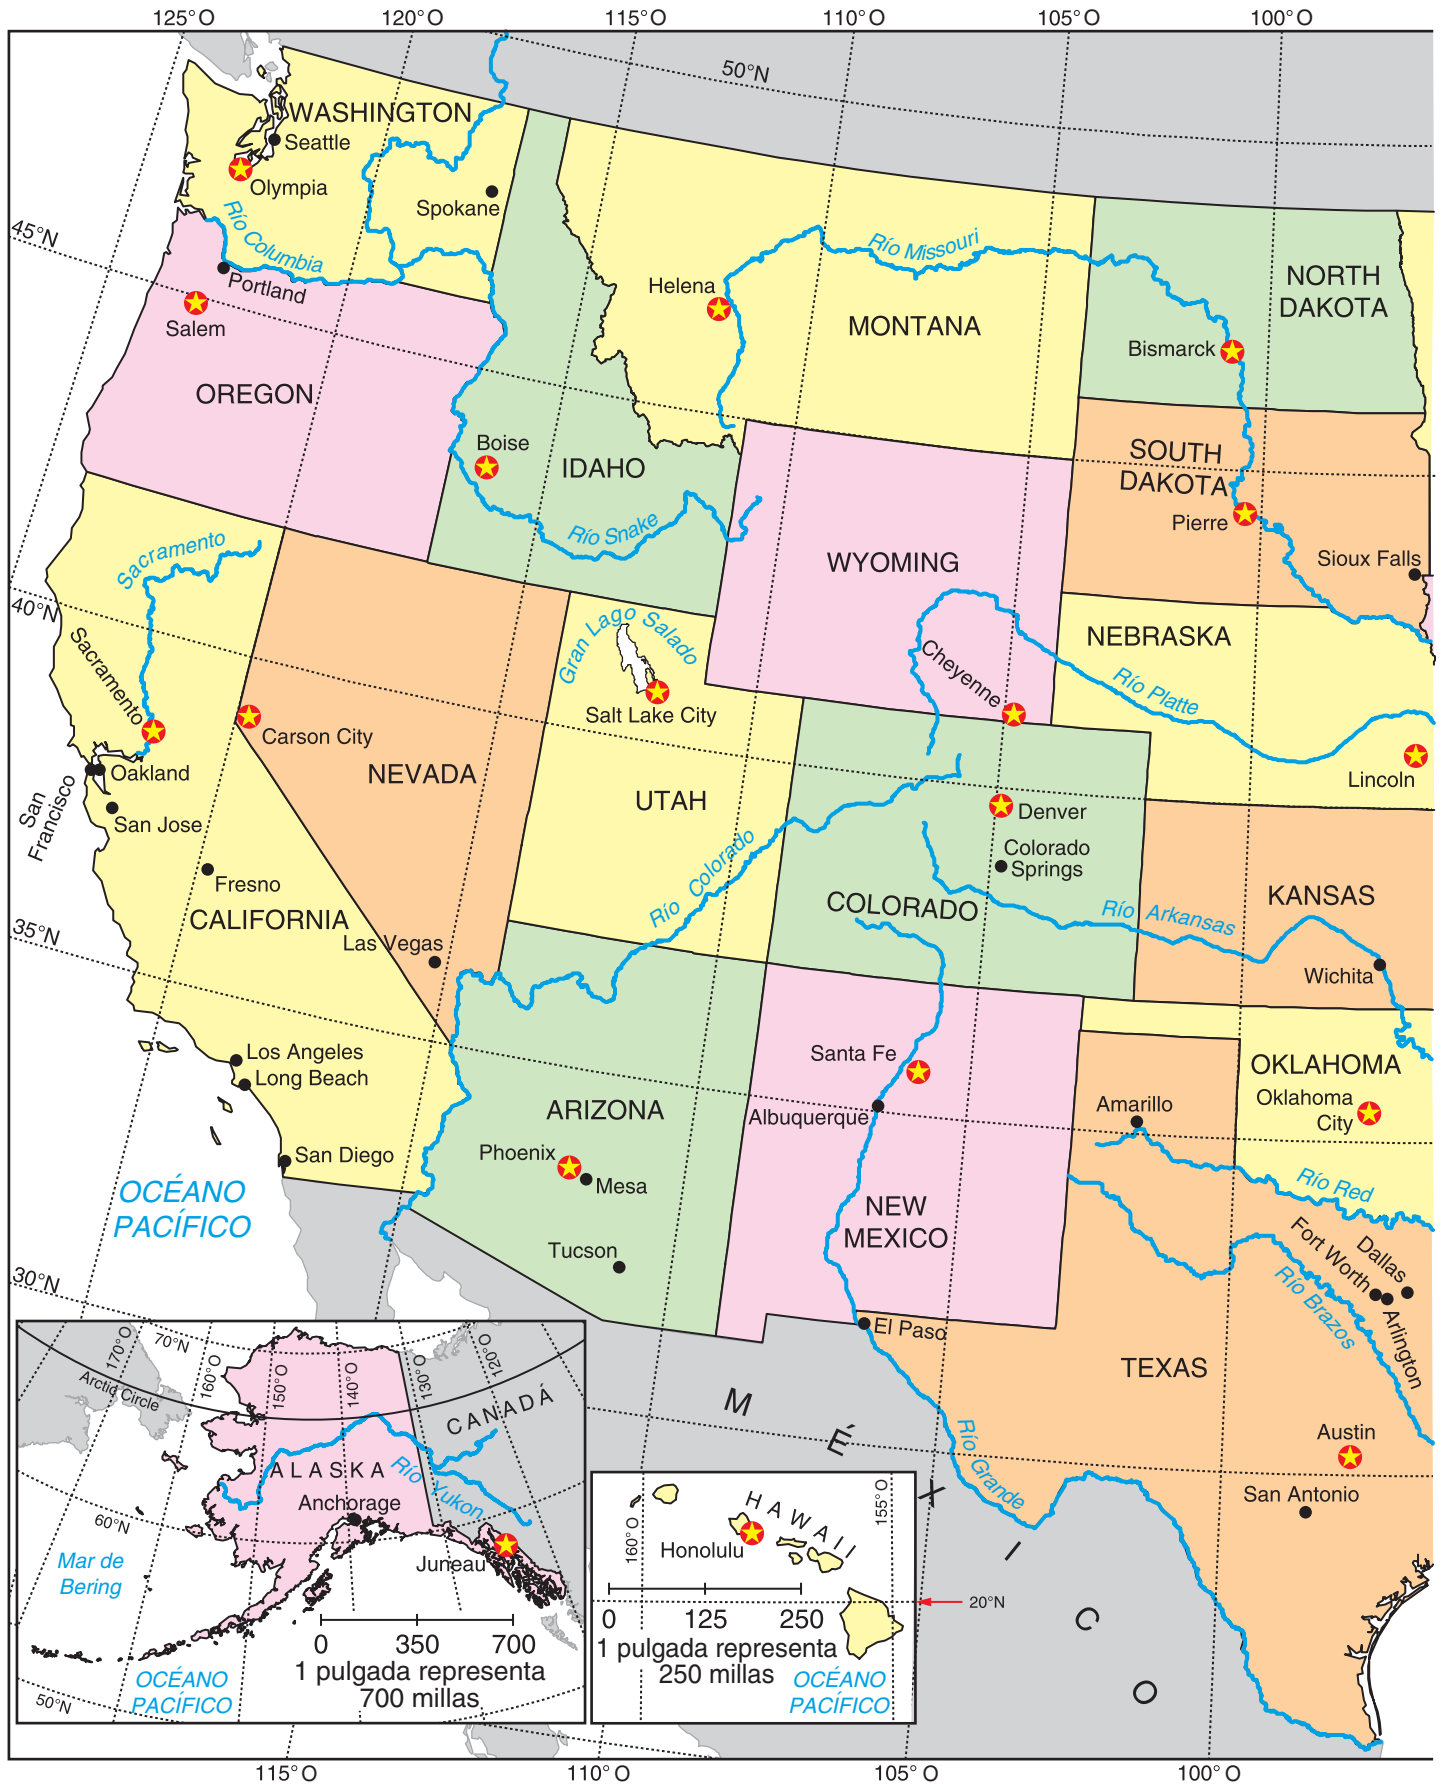 125°O
120°O
115°O
110°O
105°O
100°O
50°N
WASHINGTON
Seattle
Olympia
Spokane
Río Columbia
45°N
Portland
Salem
OREGON
Helena
Río Missouri
MONTANA
NORTH
DAKOTA
Bismarck
SOUTH
DAKOTA
Pierre
Sioux Falls
Boise
IDAHO
Río Snake
WYOMING
Cheyenne
NEBRASKA
Río Platte
Lincoln
Sacramento
40°N
Sacramento
Gran Lago Salado
Salt Lake City
Carson City
NEVADA
UTAH
Oakland
San
Francisco
San Jose
Fresno
CALIFORNIA
Las Vegas
Río Colorado
Denver
Colorado
Springs
COLORADO
Río Arkansas
KANSAS
Wichita
35°N
Los Angeles
Long Beach
San Diego
OCÉANO
PACÍFICO
ARIZONA
Phoenix
Mesa
Tucson
Santa Fe
Albuquerque
NEW
MEXICO
Amarillo
OKLAHOMA
Oklahoma
City
Río Red
Fort Worth
Dallas
Arlington
Río Brazos
El Paso
TEXAS
Austin
San Antonio
Río Grande
MÉXICO
30°N
170°O
70°N
160°O
150°O
140°O
130°O
120°O
Arctic Circle
CANADÁ
ALASKA
Río Yukon
Anchorage
60°N
Juneau
Mar de
Bering
0 350 700
1 pulgada representa
700 millas
OCÉANO
PACÍFICO
50°N
HAWAII
160°O
155°O
Honolulu
20°N
0 125 250
1 pulgada representa
250 millas
OCÉANO
PACÍFICO
115°O
110°O
105°O
100°O